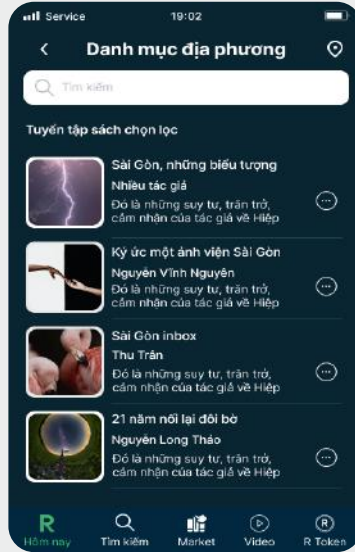 Service 19:02
Danh mục địa phương
Tìm kiếm
Tuyển tập sách chọn lọc
Sài Gòn, những biểu tượng
Nhiều tác giả
Đó là những suy tư, trăn trở,
cảm nhận của tác giả về Hiệp
Ký ức một ảnh viện Sài Gòn
Nguyễn Vĩnh Nguyên
Đó là những suy tư, trăn trở,
cảm nhận của tác giả về Hiệp
Sài Gòn inbox
Thu Trân
Đó là những suy tư, trăn trở,
cảm nhận của tác giả về Hiệp
21 năm nối lại đôi bờ
Nguyễn Long Thảo
Đó là những suy tư, trăn trở,
cảm nhận của tác giả về Hiệp
R R
Hôm nay Tìm kiếm Market Video R Token